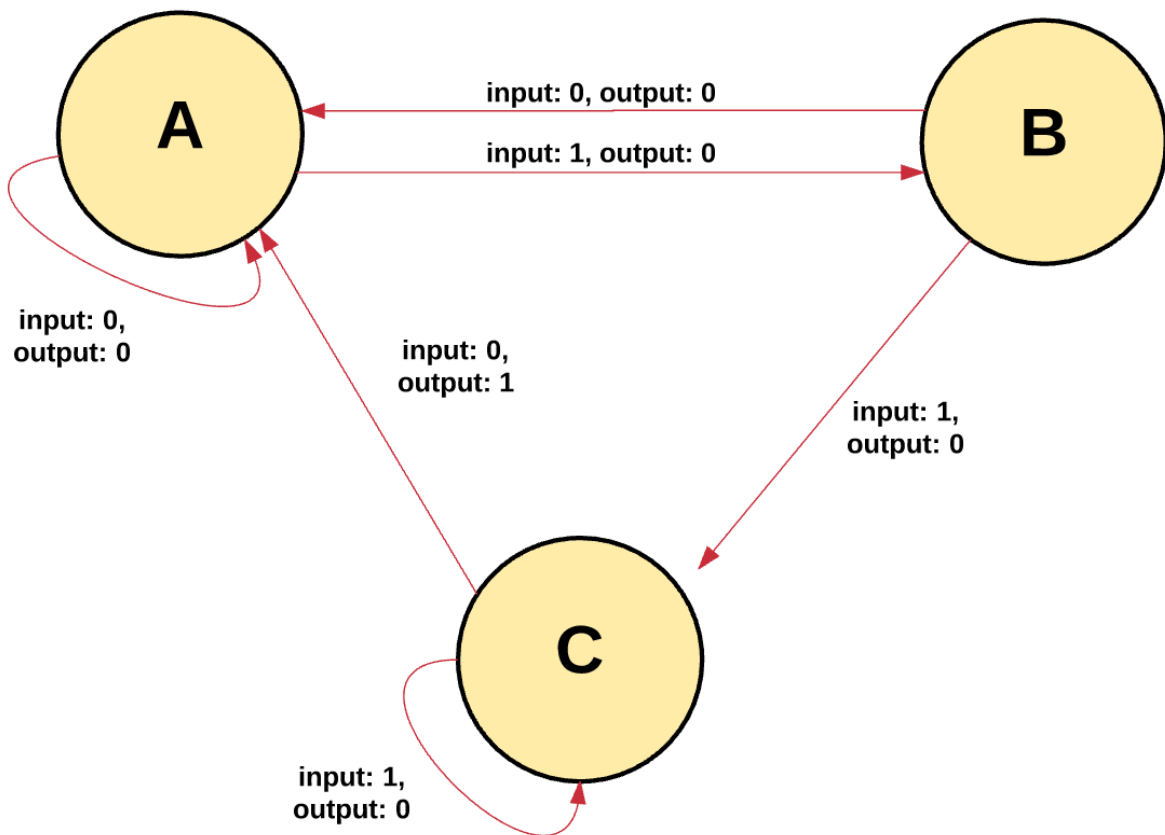 A
B
input: 0, output: 0
input: 1, output: 0
input: 0,
output: 0
input: 0,
output: 1
input: 1,
output: 0
C
input: 1,
output: 0